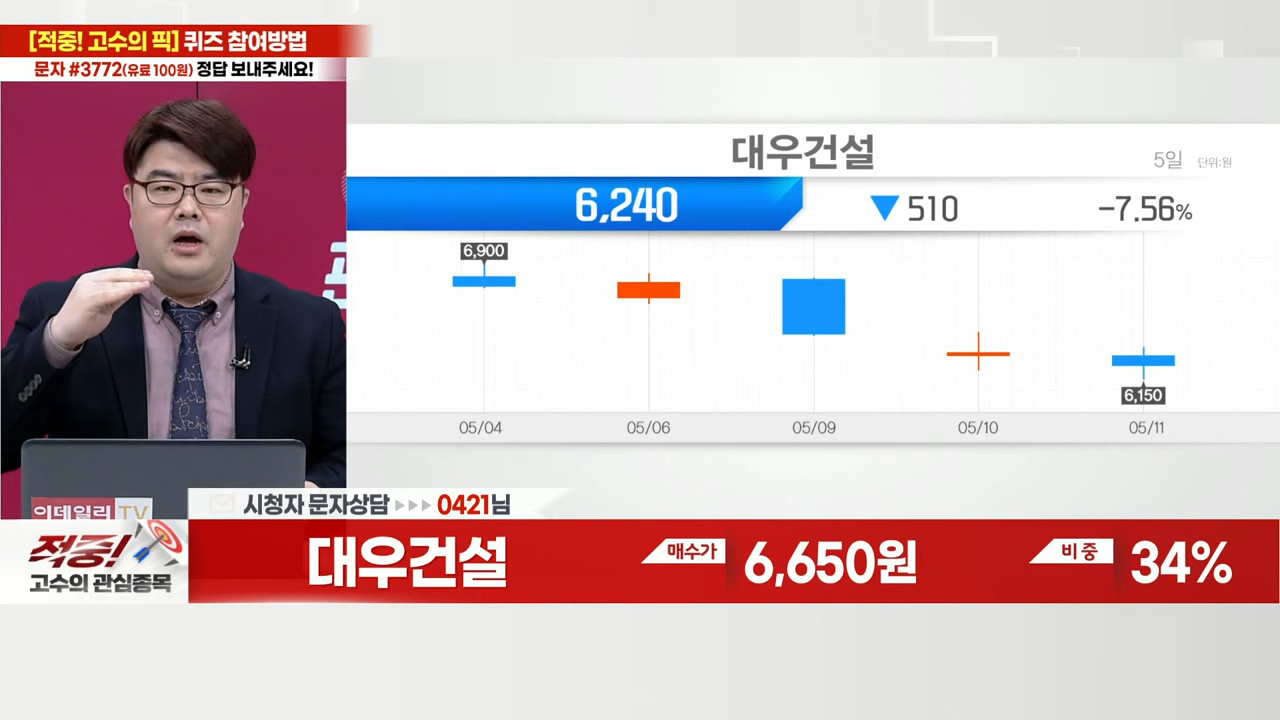 [적중! 고수의 픽] 퀴즈 참여방법
문자 #3772(유료 100원) 정답 보내주세요!
대우건설
5일 단위:원
6,240 ▼ 510 -7.56%
6,900
6,150
05/04 05/06 05/09 05/10 05/11
이데일리 TV
시청자 문자상담 ▶▶▶ 0421님
적중!
고수의 관심종목
대우건설 매수가 6,650원 비중 34%